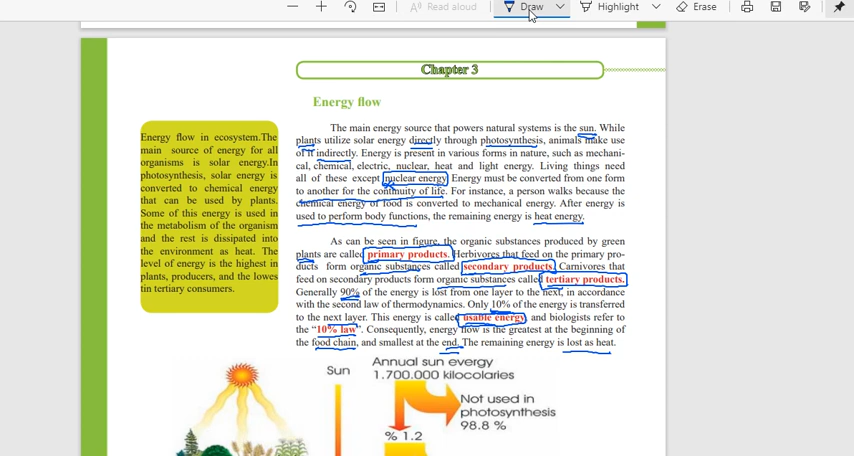 Read aloud
Draw
Highlight
Erase
Chapter 3
Energy flow
Energy flow in ecosystem.The
main source of energy for all
organisms is solar energy.In
photosynthesis, solar energy is
converted to chemical energy
that can be used by plants.
Some of this energy is used in
the metabolism of the organism
and the rest is dissipated into
the environment as heat. The
level of energy is the highest in
plants, producers, and the lowes
tin tertiary consumers.
The main energy source that powers natural systems is the sun. While
plants utilize solar energy directly through photosynthesis, animals make use
of it indirectly. Energy is present in various forms in nature, such as mechani-
cal, chemical, electric, nuclear, heat and light energy. Living things need
all of these except nuclear energy. Energy must be converted from one form
to another for the continuity of life. For instance, a person walks because the
chemical energy of food is converted to mechanical energy. After energy is
used to perform body functions, the remaining energy is heat energy.
As can be seen in figure, the organic substances produced by green
plants are called primary products. Herbivores that feed on the primary pro-
ducts form organic substances called secondary products. Carnivores that
feed on secondary products form organic substances called tertiary products.
Generally 90% of the energy is lost from one layer to the next, in accordance
with the second law of thermodynamics. Only 10% of the energy is transferred
to the next layer. This energy is called usable energy, and biologists refer to
the “10% law”. Consequently, energy flow is the greatest at the beginning of
the food chain, and smallest at the end. The remaining energy is lost as heat.
Sun
Annual sun evergy
1.700.000 kilocolaries
Not used in
photosynthesis
98.8 %
% 1.2